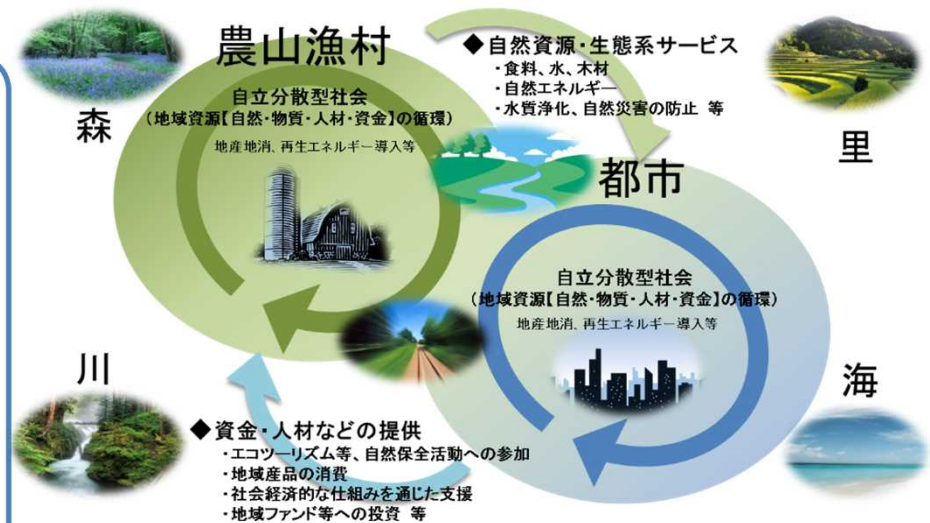 農山漁村
森
自立分散型社会
(地域資源【自然・物質・人材・資金】の循環)
地産地消、再生エネルギー導入等
◆自然資源・生態系サービス
・食料、水、木材
・自然エネルギー
・水質浄化、自然災害の防止 等
里
都市
自立分散型社会
(地域資源【自然・物質・人材・資金】の循環)
地産地消、再生エネルギー導入等
川
海
◆資金・人材などの提供
・エコツーリズム等、自然保全活動への参加
・地域産品の消費
・社会経済的な仕組みを通じた支援
・地域ファンド等への投資 等